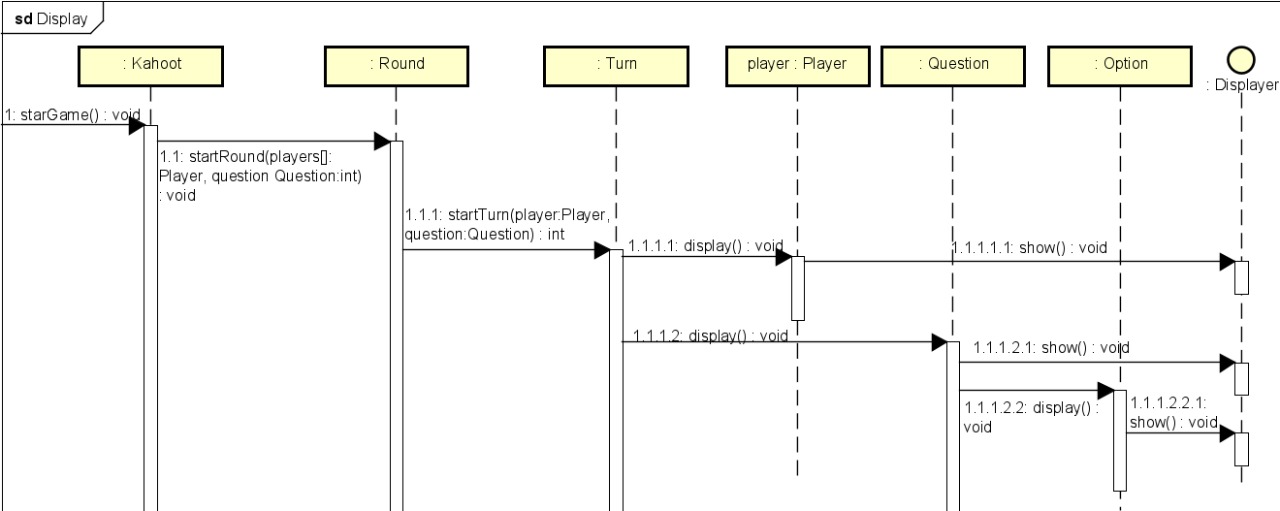 sd Display
: Kahoot
: Round
: Turn
player : Player
: Question
: Option
: Displayer
1: starGame() : void
1.1: startRound(players[]:
Player, question Question:int)
: void
1.1.1: startTurn(player:Player,
question:Question) : int
1.1.1.1: display() : void
1.1.1.1.1: show() : void
1.1.1.2: display() : void
1.1.1.2.1: show() : void
1.1.1.2.2: display() :
void
1.1.1.2.2.1:
show() : void